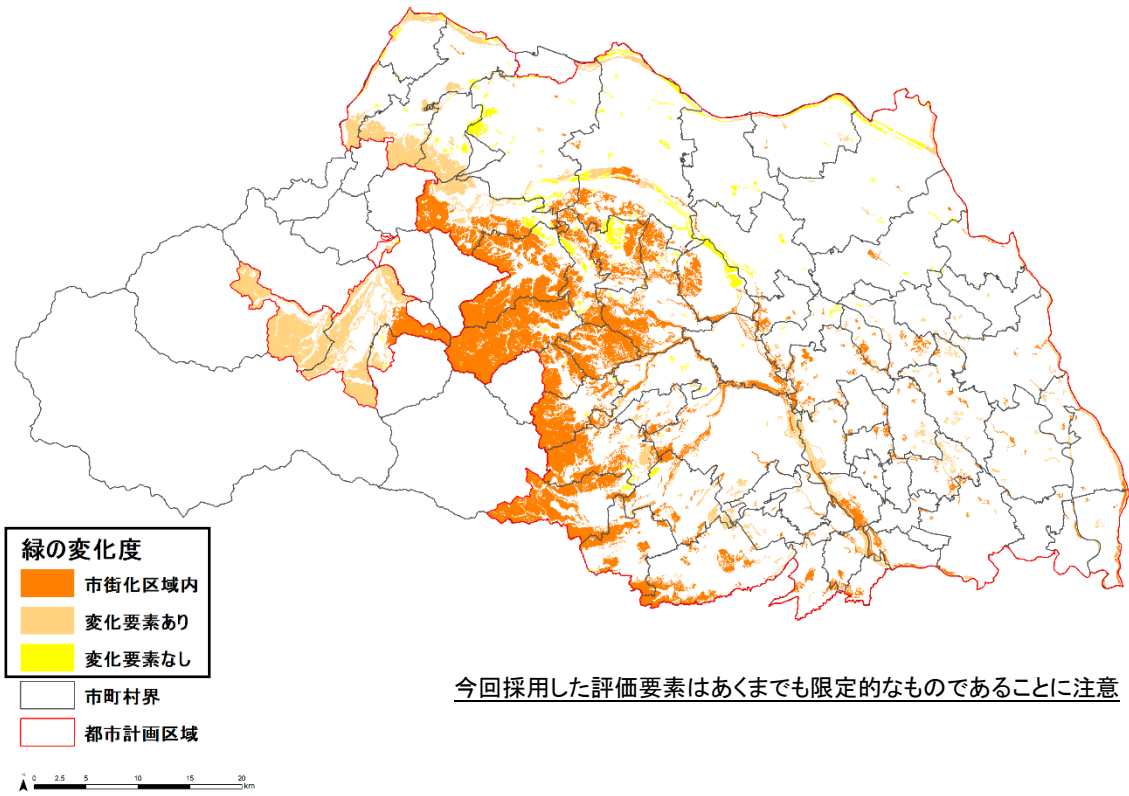 緑の変化度
市街化区域内
変化要素あり
変化要素なし
市町村界
都市計画区域
今回採用した評価要素はあくまでも限定的なものであることに注意
N
0 2.5 5 10 15 20
km